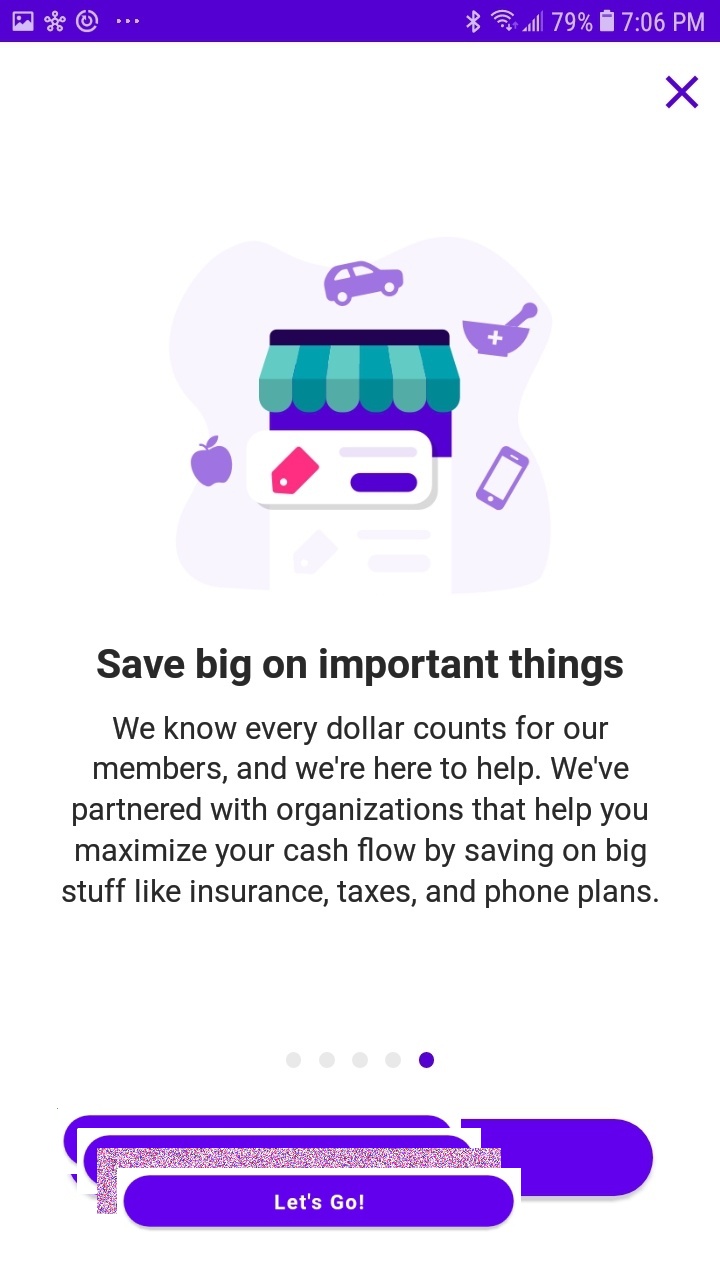 79% 7:06 PM
Save big on important things
We know every dollar counts for our
members, and we're here to help. We've
partnered with organizations that help you
maximize your cash flow by saving on big
stuff like insurance, taxes, and phone plans.
Let's Go!